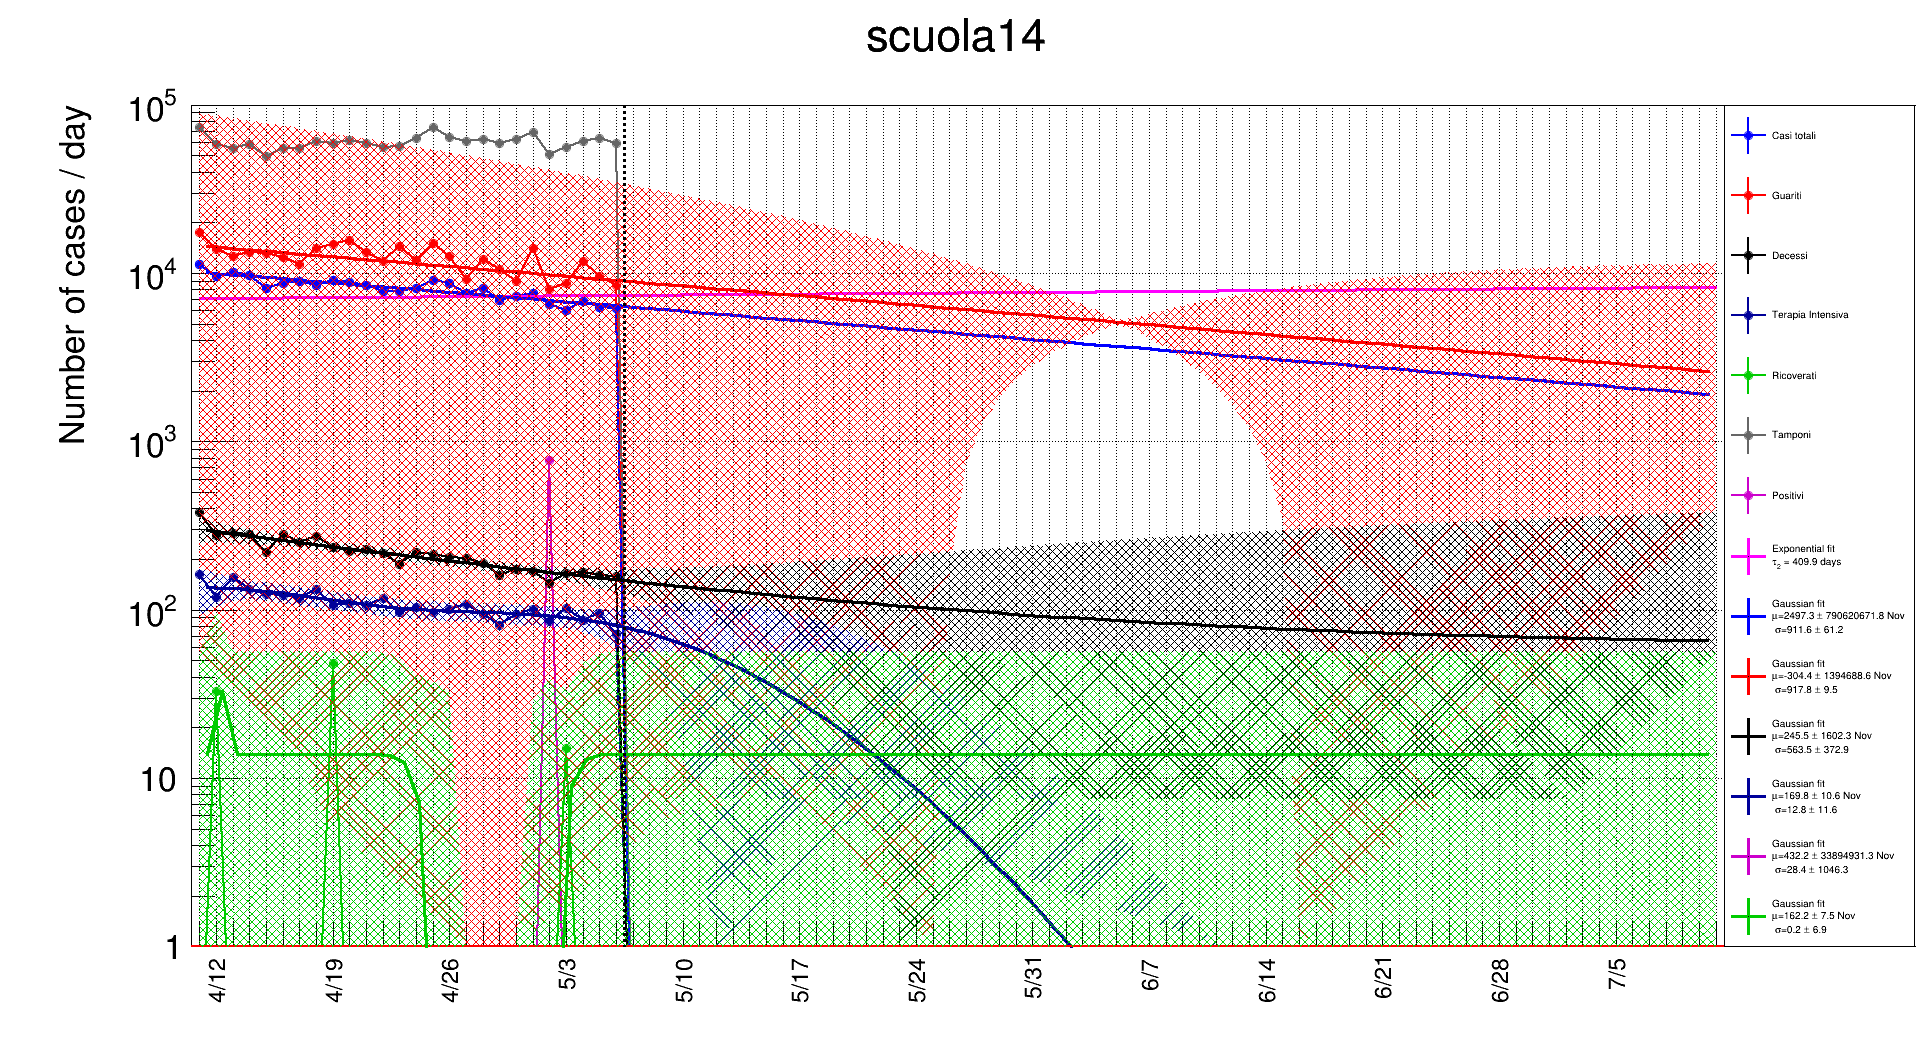 scuola14
Number of cases / day
10^5
10^4
10^3
10^2
10
1
4/12
4/19
4/26
5/3
5/10
5/17
5/24
5/31
6/7
6/14
6/21
6/28
7/5
Casi totali
Guariti
Decessi
Terapia Intensiva
Ricoverati
Tamponi
Positivi
Exponential fit
τ₂ = 409.9 days
Gaussian fit
μ=2497.3 ± 790620671.8 Nov
σ=911.6 ± 61.2
Gaussian fit
μ=-304.4 ± 1394688.6 Nov
σ=917.8 ± 9.5
Gaussian fit
μ=245.5 ± 1602.3 Nov
σ=563.5 ± 372.9
Gaussian fit
μ=169.8 ± 10.6 Nov
σ=12.8 ± 11.6
Gaussian fit
μ=432.2 ± 33894931.3 Nov
σ=28.4 ± 1046.3
Gaussian fit
μ=162.2 ± 7.5 Nov
σ=0.2 ± 6.9